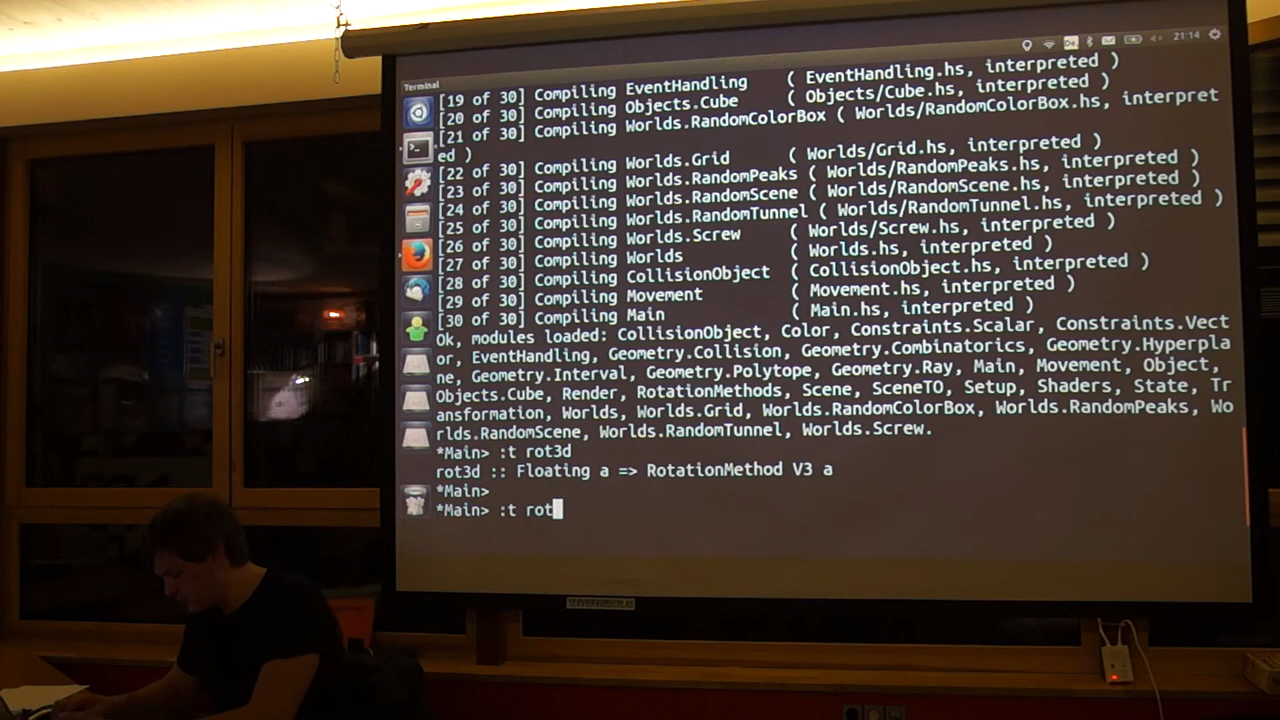 De
21:14
Terminal
[19 of 30] Compiling EventHandling ( EventHandling.hs, interpreted )
[20 of 30] Compiling Objects.Cube ( Objects/Cube.hs, interpreted )
[21 of 30] Compiling Worlds.RandomColorBox ( Worlds/RandomColorBox.hs, interpret
ed )
[22 of 30] Compiling Worlds.Grid ( Worlds/Grid.hs, interpreted )
[23 of 30] Compiling Worlds.RandomPeaks ( Worlds/RandomPeaks.hs, interpreted )
[24 of 30] Compiling Worlds.RandomScene ( Worlds/RandomScene.hs, interpreted )
[25 of 30] Compiling Worlds.RandomTunnel ( Worlds/RandomTunnel.hs, interpreted )
[26 of 30] Compiling Worlds.Screw ( Worlds/Screw.hs, interpreted )
[27 of 30] Compiling Worlds ( Worlds.hs, interpreted )
[28 of 30] Compiling CollisionObject ( CollisionObject.hs, interpreted )
[29 of 30] Compiling Movement ( Movement.hs, interpreted )
[30 of 30] Compiling Main ( Main.hs, interpreted )
Ok, modules loaded: CollisionObject, Color, Constraints.Scalar, Constraints.Vect
or, EventHandling, Geometry.Collision, Geometry.Combinatorics, Geometry.Hyperpla
ne, Geometry.Interval, Geometry.Polytope, Geometry.Ray, Main, Movement, Object,
Objects.Cube, Render, RotationMethods, Scene, SceneTO, Setup, Shaders, State, Tr
ansformation, Worlds, Worlds.Grid, Worlds.RandomColorBox, Worlds.RandomPeaks, Wo
rlds.RandomScene, Worlds.RandomTunnel, Worlds.Screw.
*Main> :t rot3d
rot3d :: Floating a => RotationMethod V3 a
*Main>
*Main> :t rot